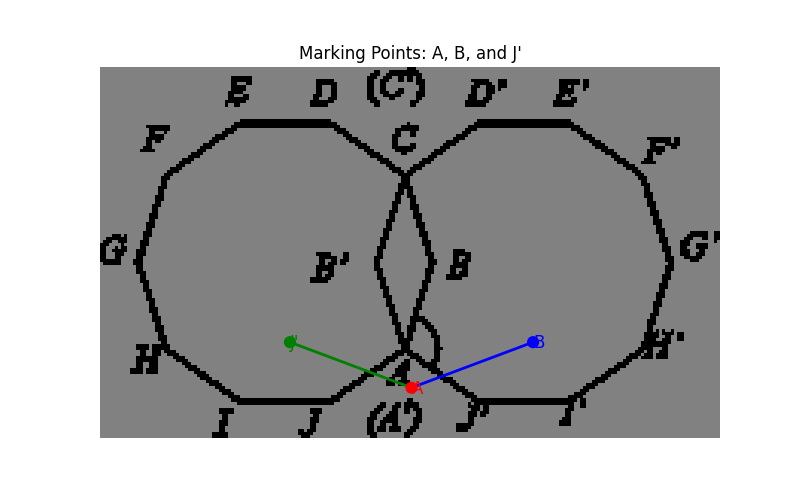 Marking Points: A, B, and J'
E D (C') D' E'
F C F'
G B' B G'
H A H'
J' B
A
I J (A') J' I'